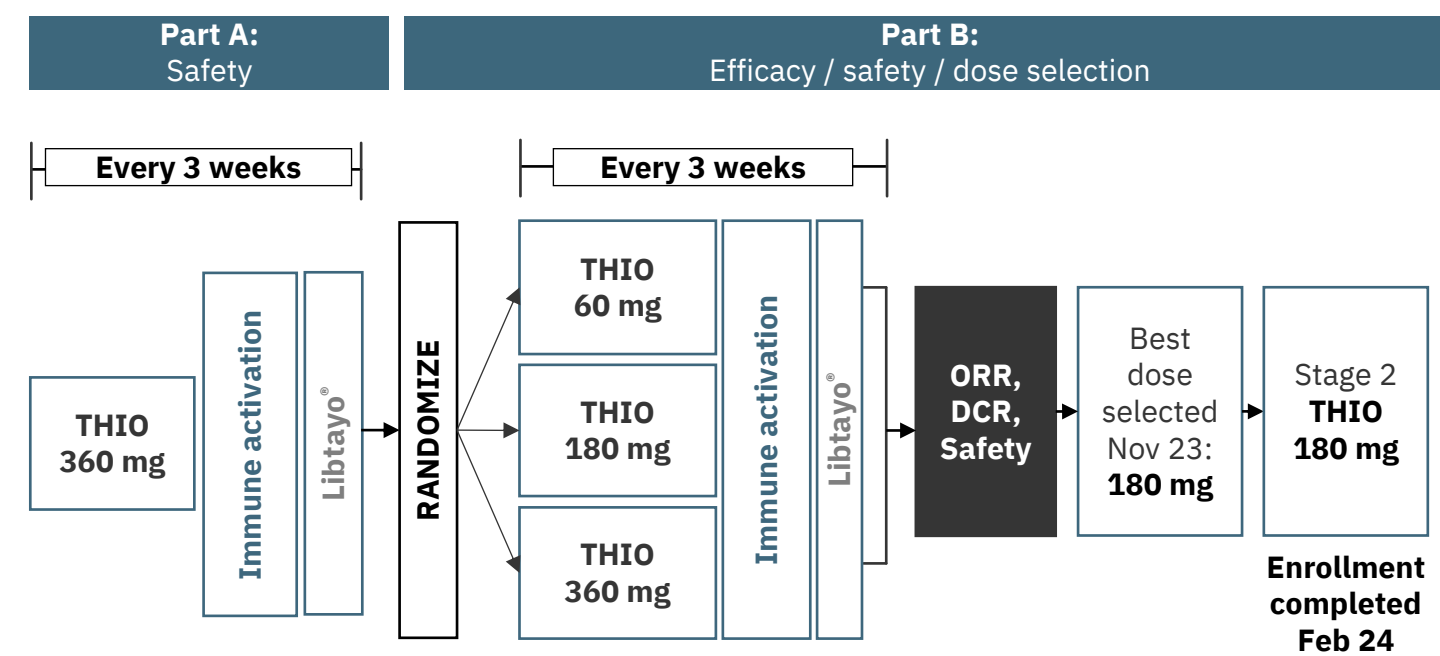 Part A:
Safety
Part B:
Efficacy / safety / dose selection
Every 3 weeks
Every 3 weeks
THIO
360 mg
Immune activation
Libtayo®
RANDOMIZE
THIO
60 mg
THIO
180 mg
THIO
360 mg
Immune activation
Libtayo®
ORR,
DCR,
Safety
Best
dose
selected
Nov 23:
180 mg
Stage 2
THIO
180 mg
Enrollment
completed
Feb 24